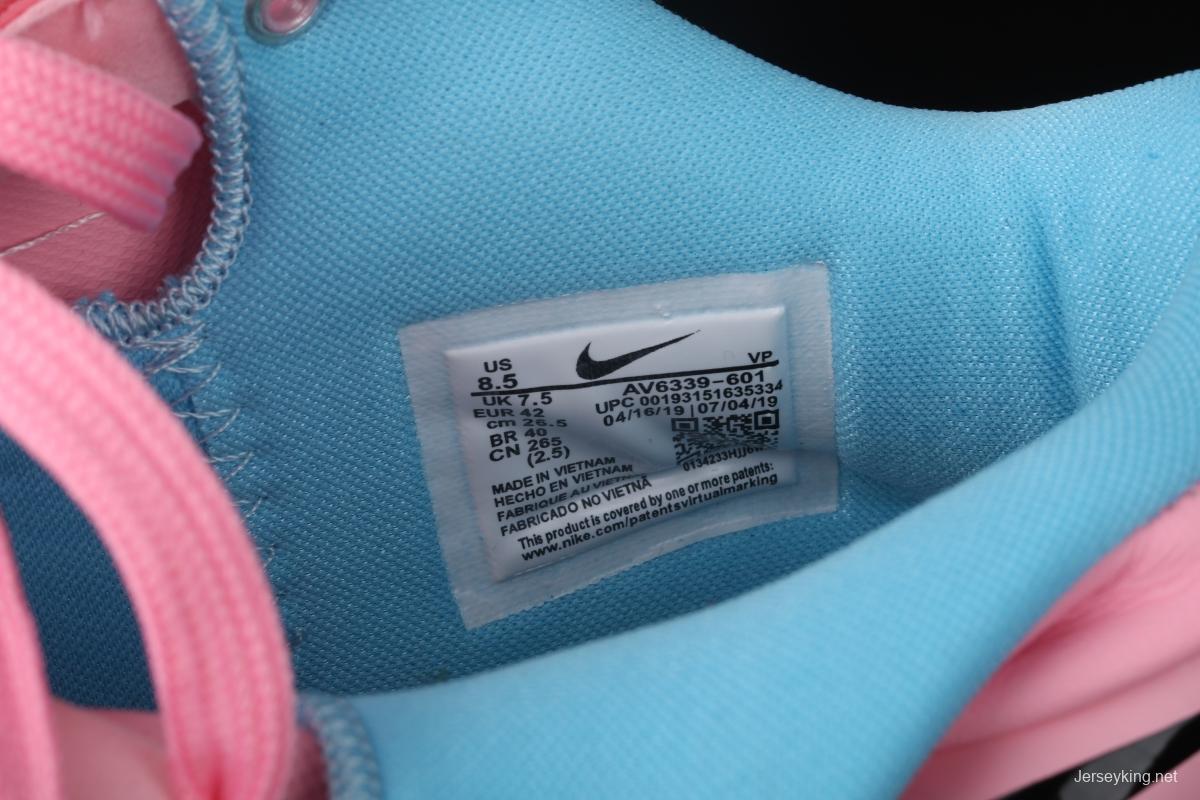 US
8.5
VP
UK 7.5
AV6339-601
EUR 42
UPC 00193151635334
cm 26.5
04/16/19 | 07/04/19
BR 40
CN 265
(2.5)
MADE IN VIETNAM
HECHO EN VIETNAM
FABRIQUE AU VIETN
FABRICADO NO VIETNÃ
This product is covered by one or more patents:
www.nike.com/patentsvirtualmarking
Jerseyking.net